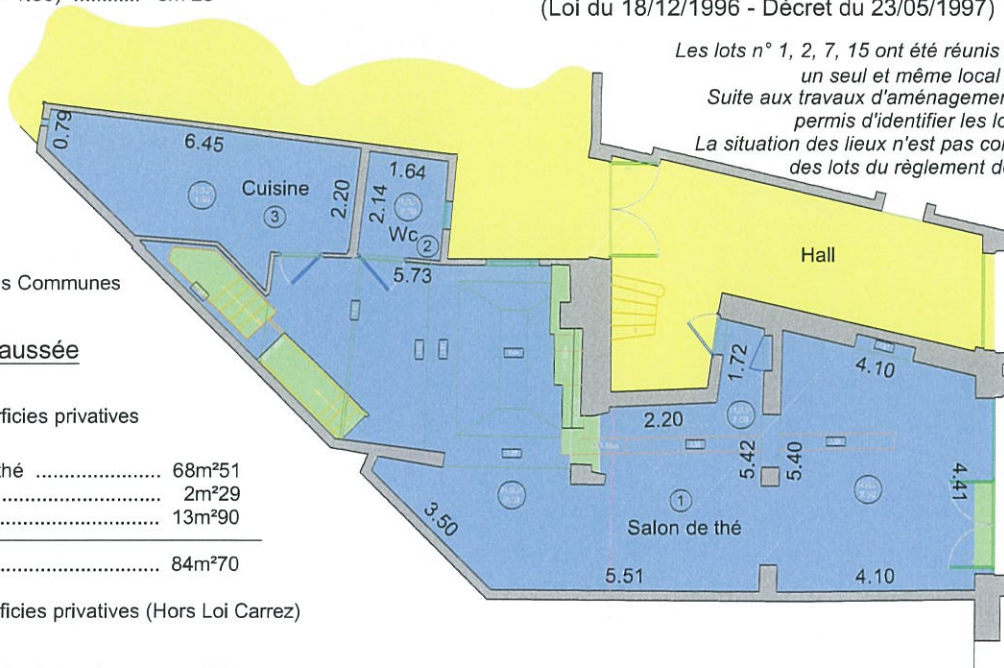 (Loi du 18/12/1996 - Décret du 23/05/1997)
Les lots n° 1, 2, 7, 15 ont été réunis
un seul et même local
Suite aux travaux d'aménagemen
permis d'identifier les lo
La situation des lieux n'est pas con
des lots du règlement de
0.79
6.45
Cuisine
3
2.20
1.64
2.14
Wc
2
5.73
Hall
s Communes
aussée
ficies privatives
thé .................... 68m²51
.......................... 2m²29
.......................... 13m²90
.......................... 84m²70
ficies privatives (Hors Loi Carrez)
1.72
4.10
2.20
5.42
5.40
4.41
3.50
1
Salon de thé
5.51
4.10